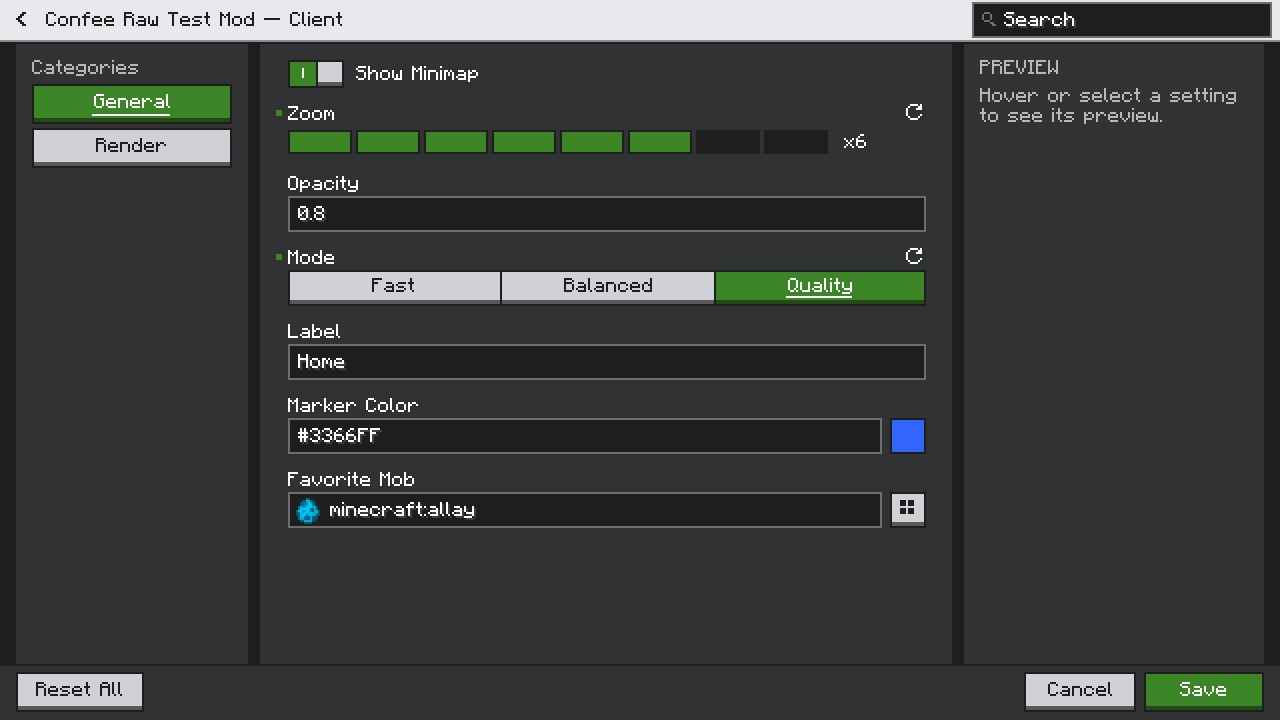 Confee Raw Test Mod — Client
Search
Categories
General
Render
Show Minimap
Zoom
x6
Opacity
0.8
Mode
Fast
Balanced
Quality
Label
Home
Marker Color
#3366FF
Favorite Mob
minecraft:allay
PREVIEW
Hover or select a setting
to see its preview.
Reset All
Cancel
Save